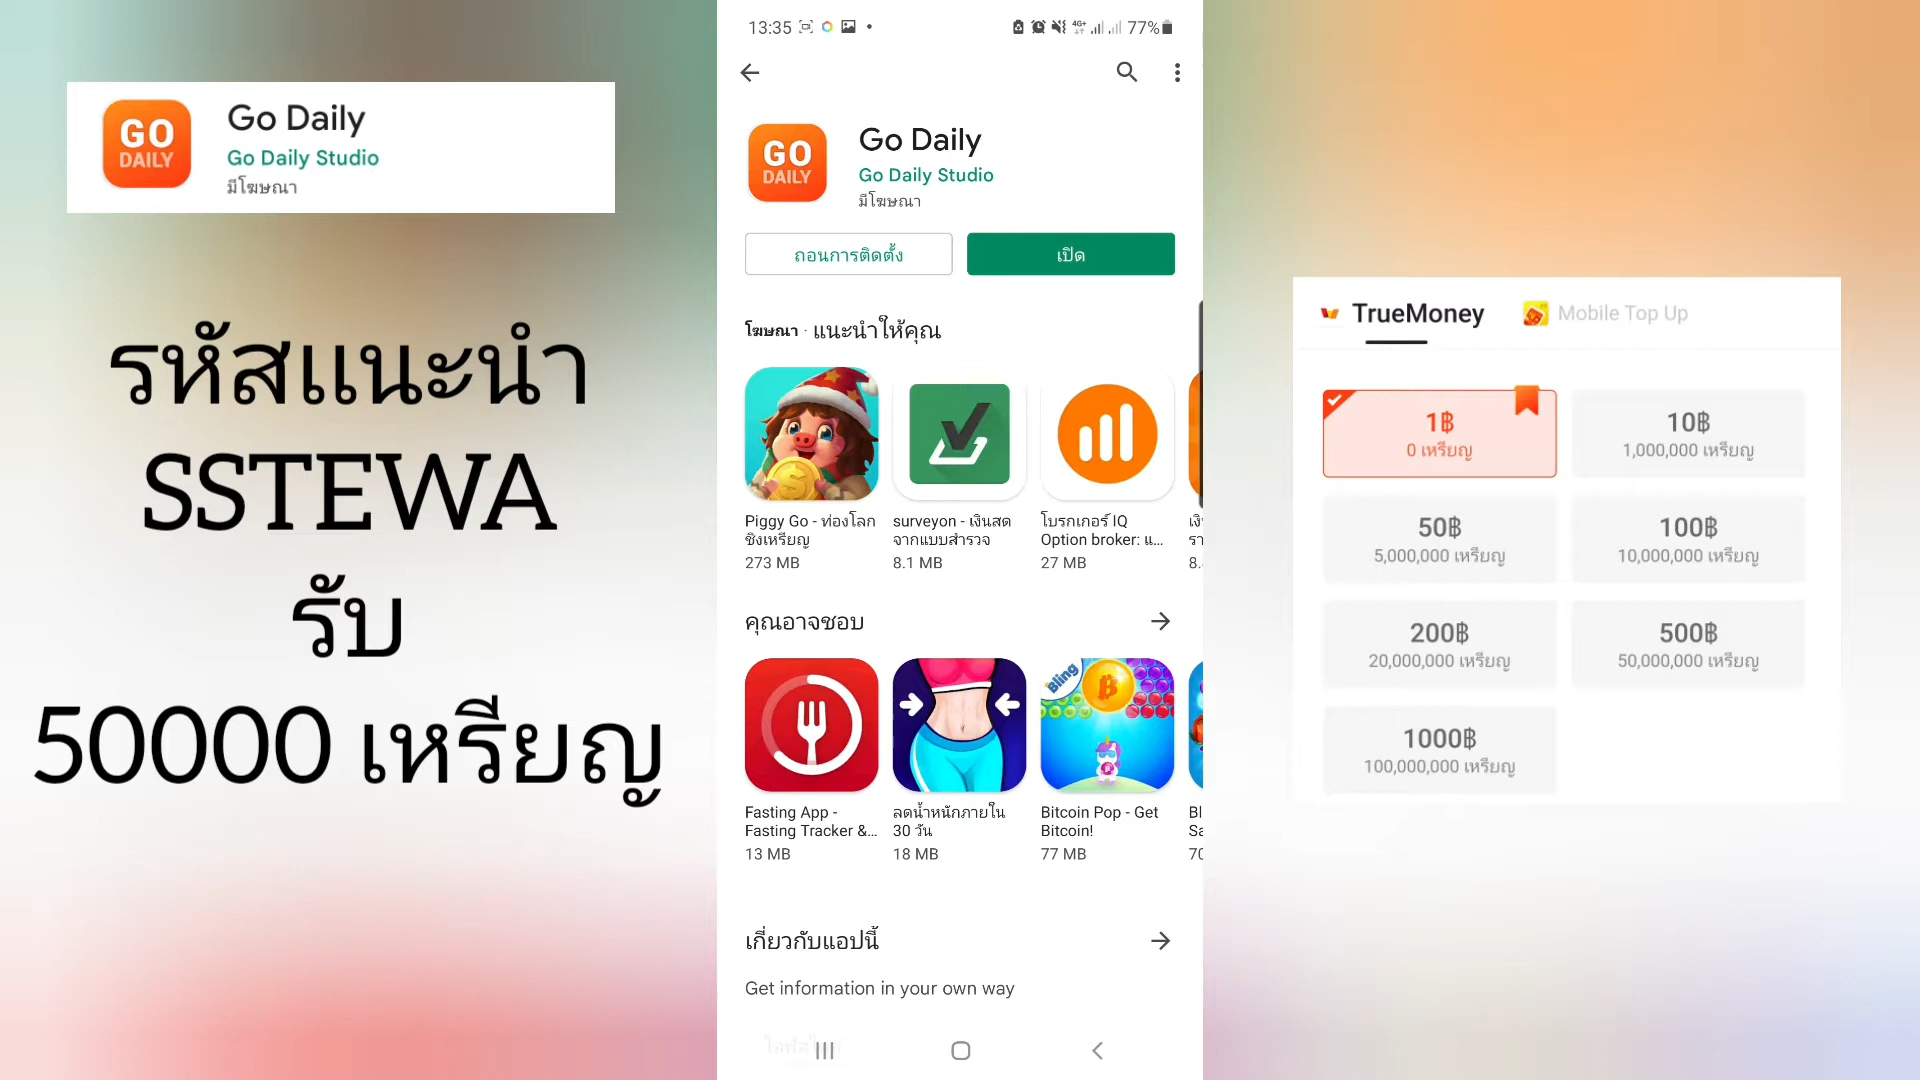 GO
DAILY
Go Daily
Go Daily Studio
มีโฆษณา
รหัสแนะนำ
SSTEWA
รับ
50000 เหรียญ
13:35
4G+
77%
GO
DAILY
Go Daily
Go Daily Studio
มีโฆษณา
ถอนการติดตั้ง
เปิด
โฆษณา · แนะนำให้คุณ
Piggy Go - ท่องโลก
ชิงเหรียญ
273 MB
surveyon - เงินสด
จากแบบสำรวจ
8.1 MB
โบรกเกอร์ IQ
Option broker: แ...
27 MB
เงิ
รา
8.
คุณอาจชอบ
Bling
Fasting App -
Fasting Tracker &...
13 MB
ลดน้ำหนักภายใน
30 วัน
18 MB
Bitcoin Pop - Get
Bitcoin!
77 MB
Bl
Sa
70
เกี่ยวกับแอปนี้
Get information in your own way
TrueMoney
Mobile Top Up
1฿
0 เหรียญ
10฿
1,000,000 เหรียญ
50฿
5,000,000 เหรียญ
100฿
10,000,000 เหรียญ
200฿
20,000,000 เหรียญ
500฿
50,000,000 เหรียญ
1000฿
100,000,000 เหรียญ